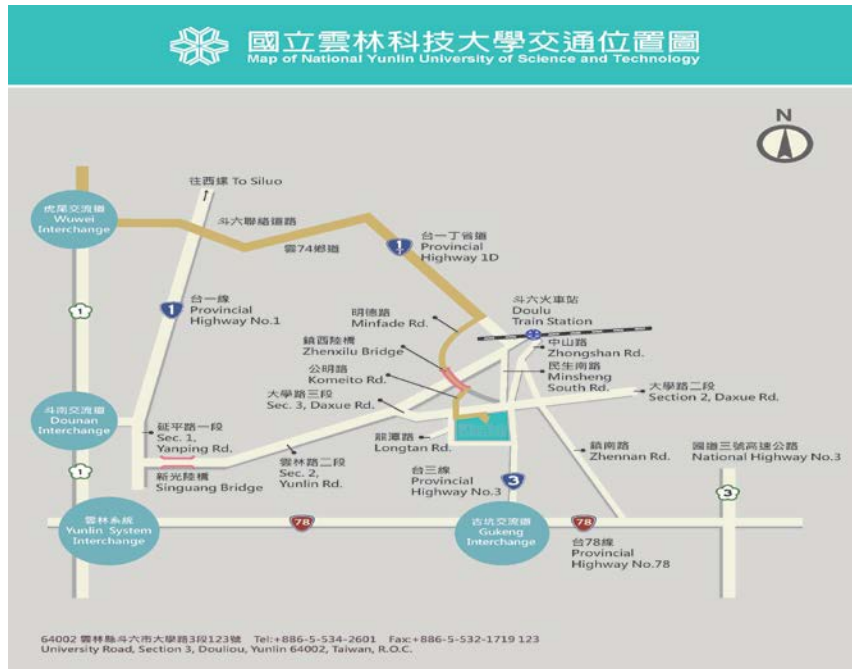 國立雲林科技大學交通位置圖
Map of National Yunlin University of Science and Technology
N
往西螺 To Siluo
虎尾交流道
Wuwei
Interchange
斗六聯絡道路
雲74鄉道
1
台一丁省道
Provincial
Highway 1D
1
1
台一線
Provincial
Highway No.1
明德路
Minfade Rd.
斗六火車站
Doulu
Train Station
鎮西陸橋
Zhenxilu Bridge
中山路
Zhongshan Rd.
公明路
Komeito Rd.
民生南路
Minsheng
South Rd.
大學路三段
Sec. 3, Daxue Rd.
大學路二段
Section 2, Daxue Rd.
斗南交流道
Dounan
Interchange
延平路一段
Sec. 1,
Yanping Rd.
龍潭路
Longtan Rd.
鎮南路
Zhennan Rd.
國道三號高速公路
National Highway No.3
1
新光陸橋
Singuang Bridge
雲林路二段
Sec. 2,
Yunlin Rd.
台三線
Provincial
Highway No.3
3
3
雲林系統
Yunlin System
Interchange
78
古坑交流道
Gukeng
Interchange
78
台78線
Provincial
Highway No.78
64002 雲林縣斗六市大學路3段123號 Tel:+886-5-534-2601 Fax:+886-5-532-1719 123
University Road, Section 3, Douliou, Yunlin 64002, Taiwan, R.O.C.